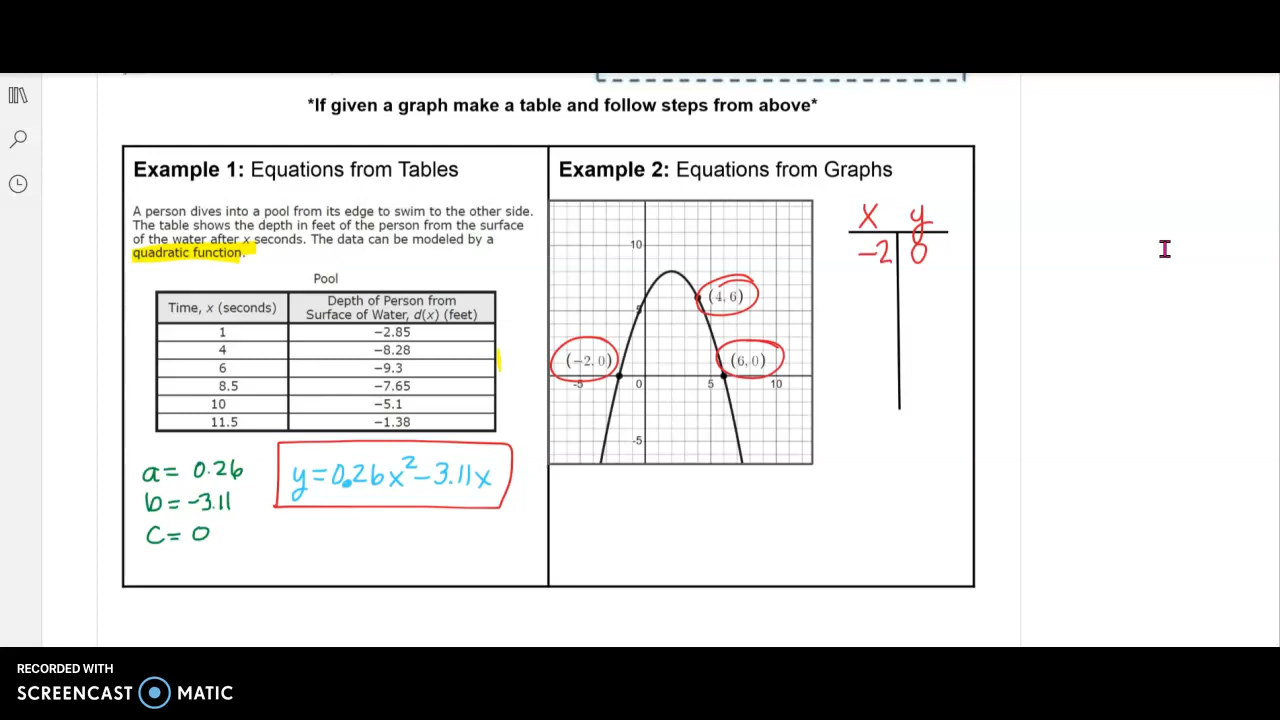 *If given a graph make a table and follow steps from above*
Example 1: Equations from Tables
A person dives into a pool from its edge to swim to the other side.
The table shows the depth in feet of the person from the surface
of the water after x seconds. The data can be modeled by a
quadratic function.
Pool
Time, x (seconds) Depth of Person from Surface of Water, d(x) (feet)
1 −2.85
4 −8.28
6 −9.3
8.5 −7.65
10 −5.1
11.5 −1.38
a = 0.26
b = -3.11
c = 0
y = 0.26x² - 3.11x
Example 2: Equations from Graphs
10
5
(4, 6)
(−2, 0)
(6, 0)
-5 0 5 10
-5
x y
-2 0
RECORDED WITH
SCREENCAST MATIC